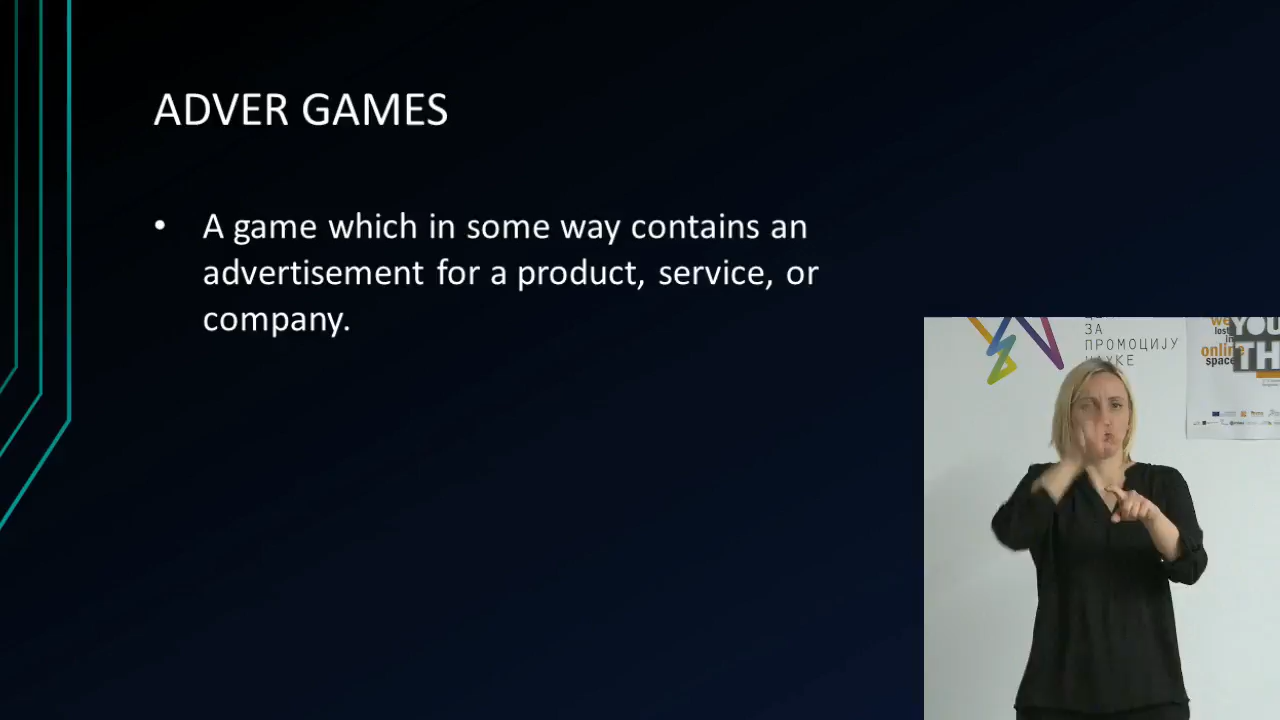 ADVER GAMES
• A game which in some way contains an
advertisement for a product, service, or
company.
ЗА
ПРОМОЦИЈУ
НАУКЕ
we
lost
in
online
space
YOU
TH